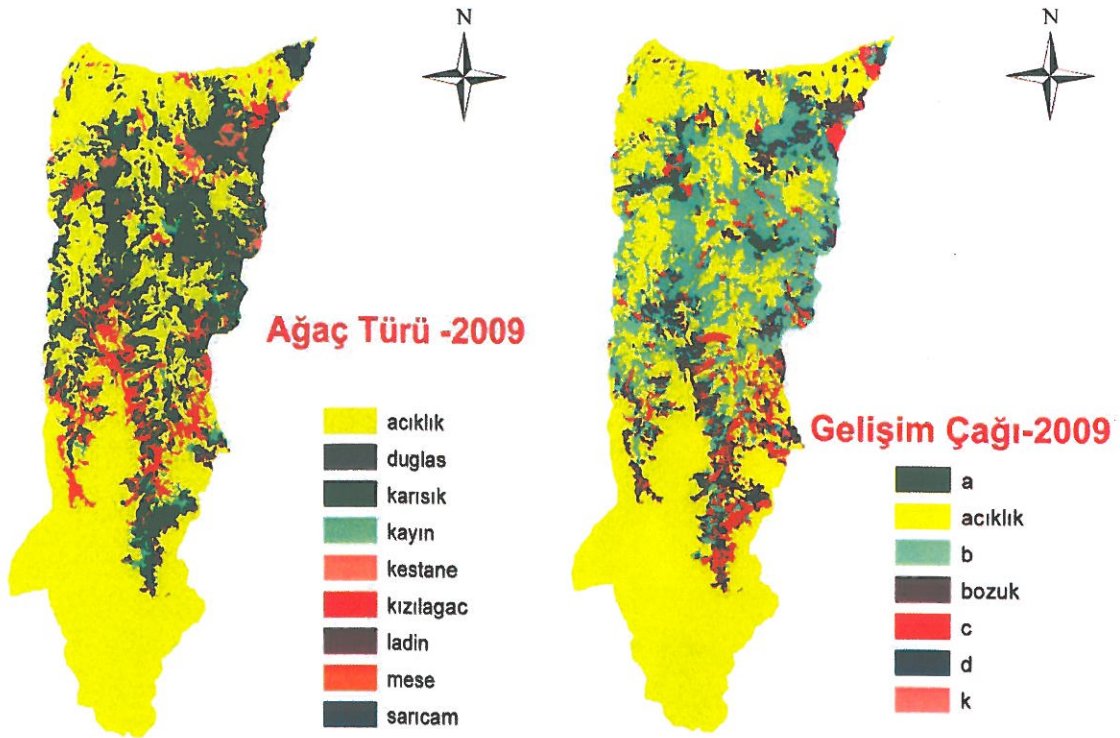 N
Ağaç Türü -2009
acıklık
duglas
karısık
kayın
kestane
kızılagac
ladin
mese
sarıcam
N
Gelişim Çağı-2009
a
acıklık
b
bozuk
c
d
k